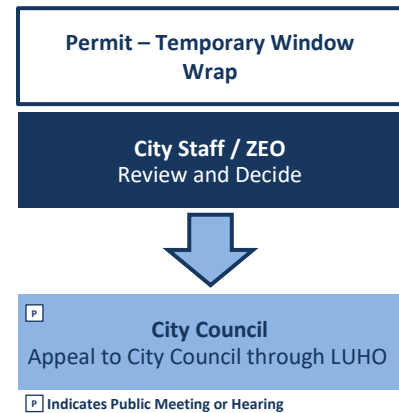 Permit – Temporary Window
Wrap
City Staff / ZEO
Review and Decide
P
City Council
Appeal to City Council through LUHO
P Indicates Public Meeting or Hearing